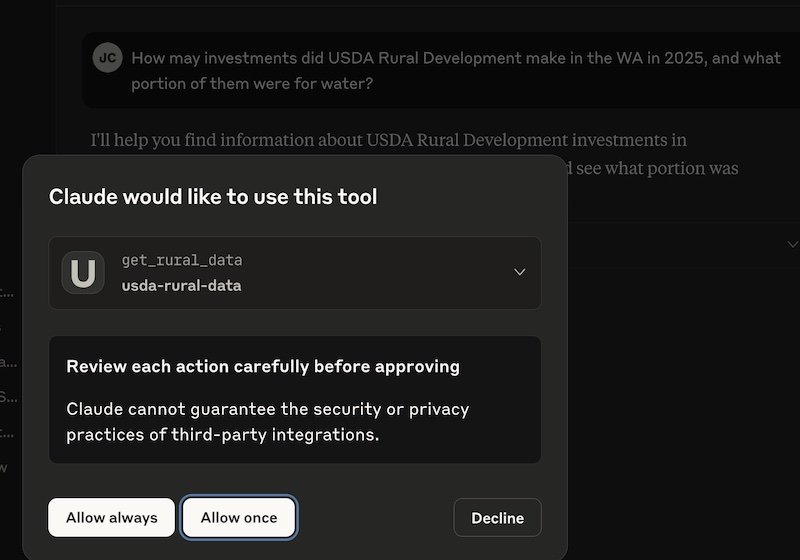 JC
How may investments did USDA Rural Development make in the WA in 2025, and what
portion of them were for water?
I'll help you find information about USDA Rural Development investments in
see what portion was
Claude would like to use this tool
U
get_rural_data
usda-rural-data
Review each action carefully before approving
Claude cannot guarantee the security or privacy
practices of third-party integrations.
Allow always
Allow once
Decline